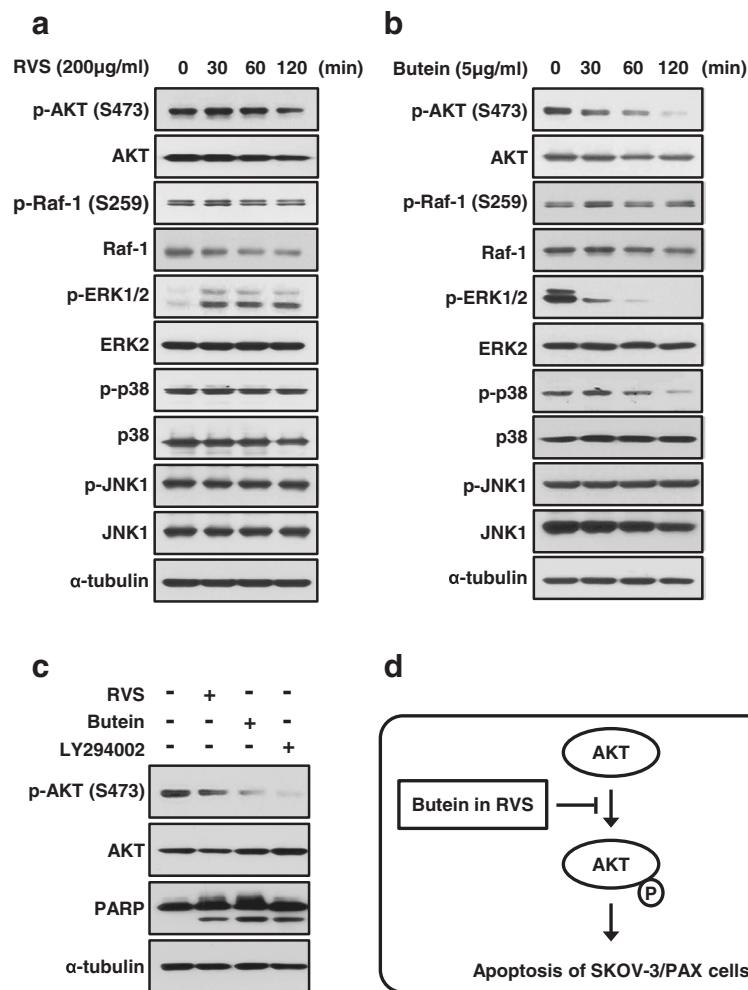 a
RVS (200µg/ml) 0 30 60 120 (min)
p-AKT (S473)
AKT
p-Raf-1 (S259)
Raf-1
p-ERK1/2
ERK2
p-p38
p38
p-JNK1
JNK1
α-tubulin
b
Butein (5µg/ml) 0 30 60 120 (min)
p-AKT (S473)
AKT
p-Raf-1 (S259)
Raf-1
p-ERK1/2
ERK2
p-p38
p38
p-JNK1
JNK1
α-tubulin
c
RVS - + - -
Butein - - + -
LY294002 - - - +
p-AKT (S473)
AKT
PARP
α-tubulin
d
AKT
Butein in RVS
AKT
P
Apoptosis of SKOV-3/PAX cells